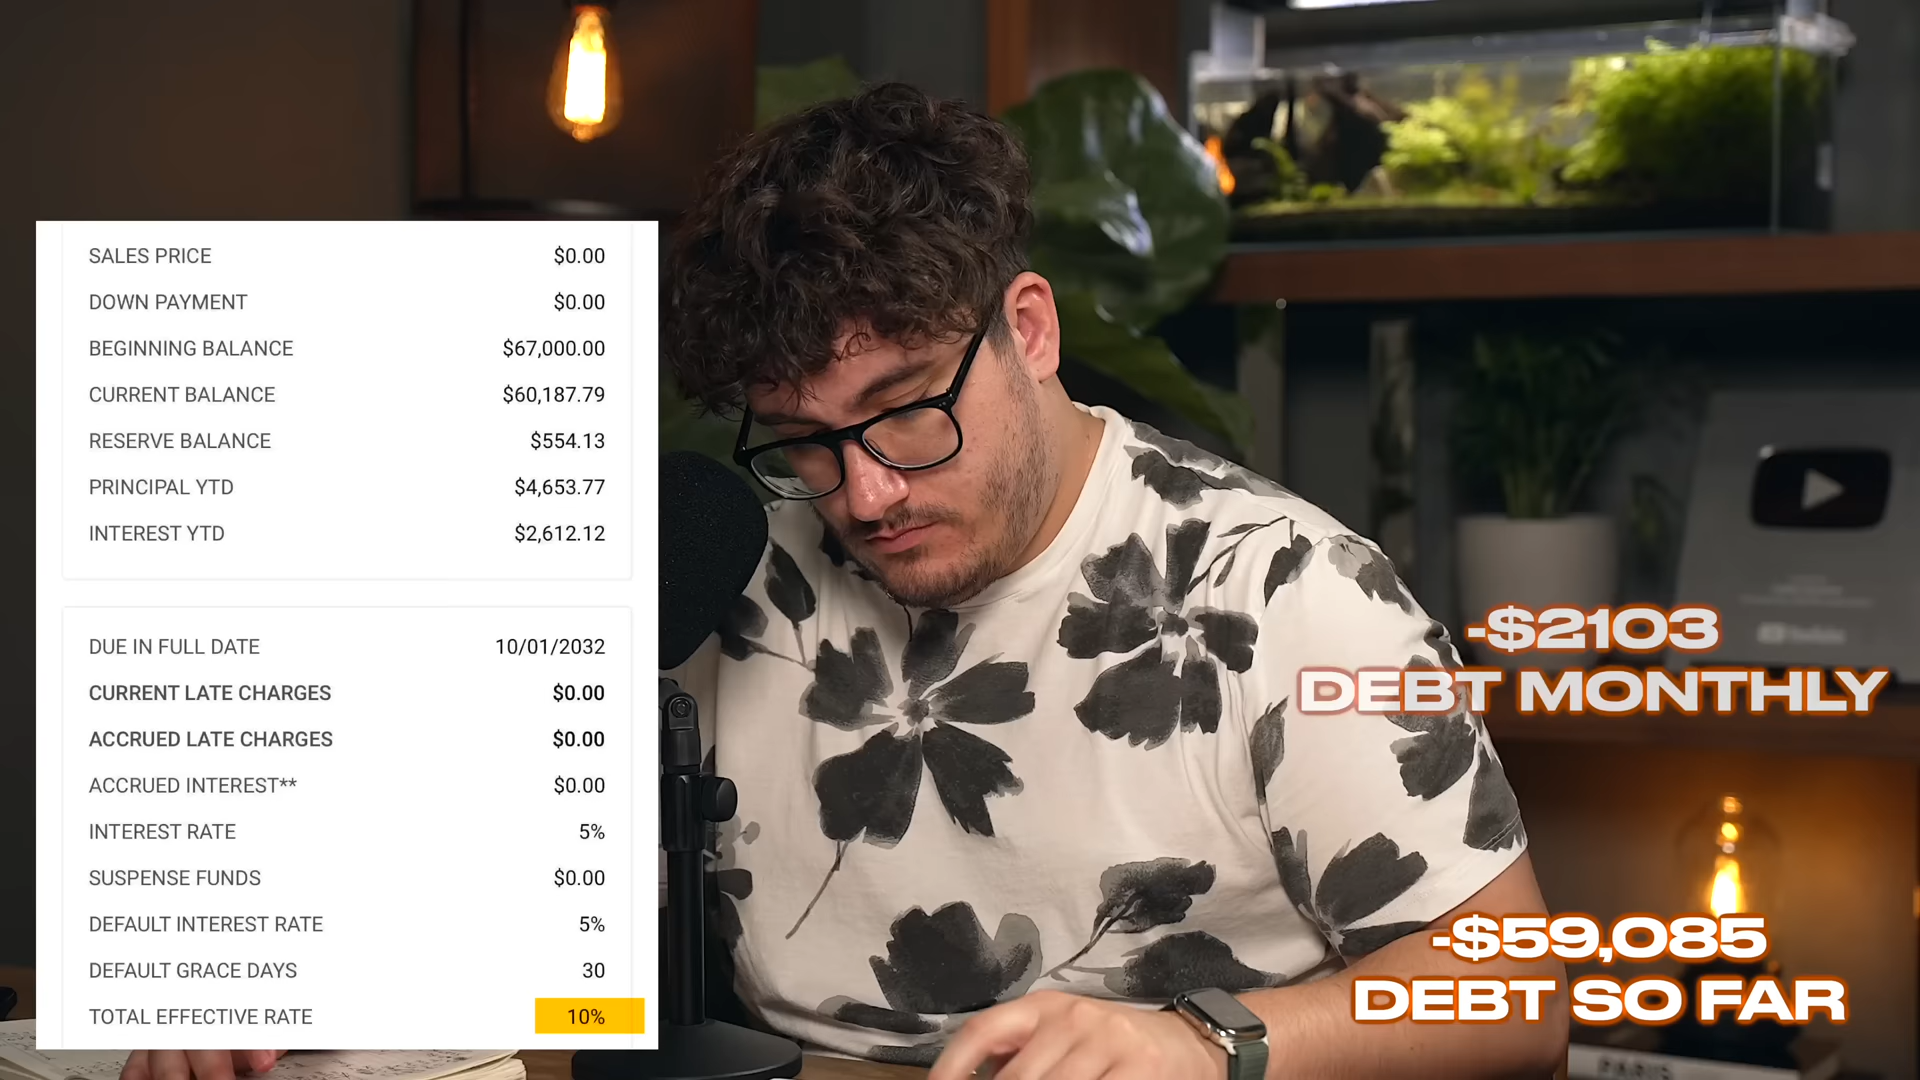 SALES PRICE $0.00
DOWN PAYMENT $0.00
BEGINNING BALANCE $67,000.00
CURRENT BALANCE $60,187.79
RESERVE BALANCE $554.13
PRINCIPAL YTD $4,653.77
INTEREST YTD $2,612.12
DUE IN FULL DATE 10/01/2032
CURRENT LATE CHARGES $0.00
ACCRUED LATE CHARGES $0.00
ACCRUED INTEREST** $0.00
INTEREST RATE 5%
SUSPENSE FUNDS $0.00
DEFAULT INTEREST RATE 5%
DEFAULT GRACE DAYS 30
TOTAL EFFECTIVE RATE 10%
-$2103
DEBT MONTHLY
-$59,085
DEBT SO FAR
PARIS